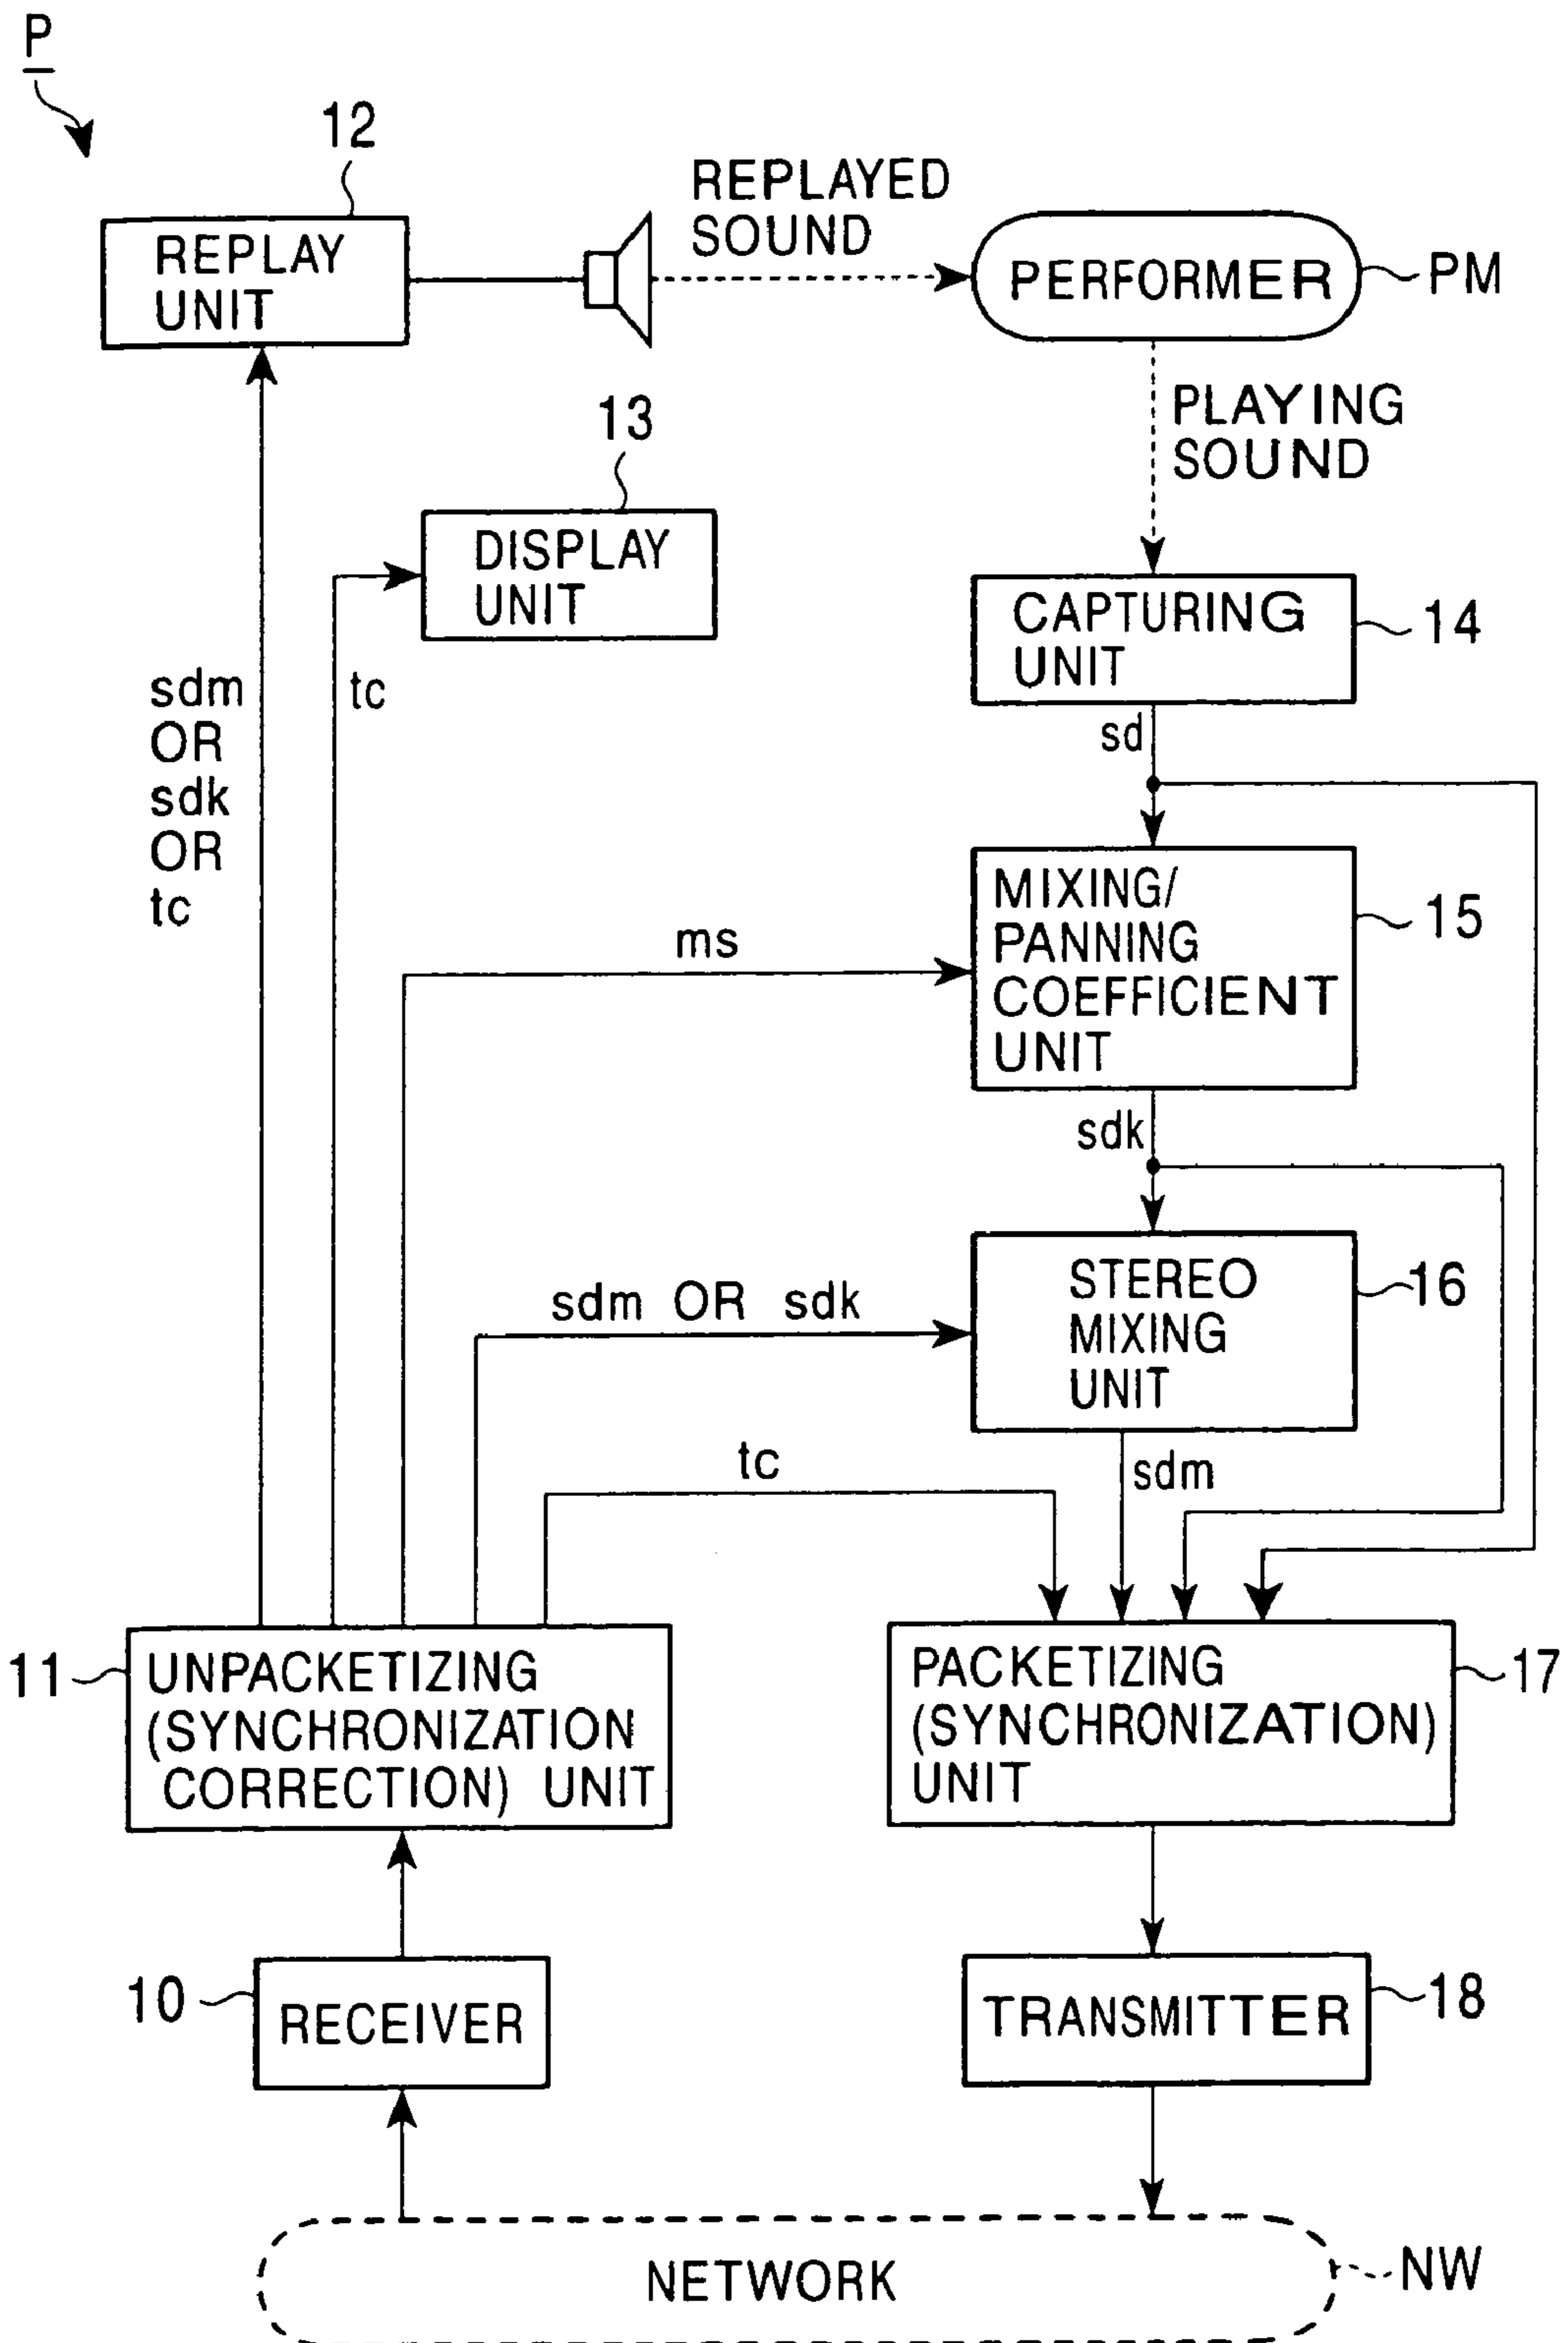 P
12
REPLAY
UNIT
REPLAYED
SOUND
PERFORMER
PM
PLAYING
SOUND
13
DISPLAY
UNIT
CAPTURING
UNIT
14
sdm
OR
sdk
OR
tc
tc
sd
MIXING/
PANNING
COEFFICIENT
UNIT
15
ms
sdk
STEREO
MIXING
UNIT
16
sdm OR sdk
tc
sdm
11
UNPACKETIZING
(SYNCHRONIZATION
CORRECTION) UNIT
PACKETIZING
(SYNCHRONIZATION)
UNIT
17
10
RECEIVER
TRANSMITTER
18
NETWORK
NW